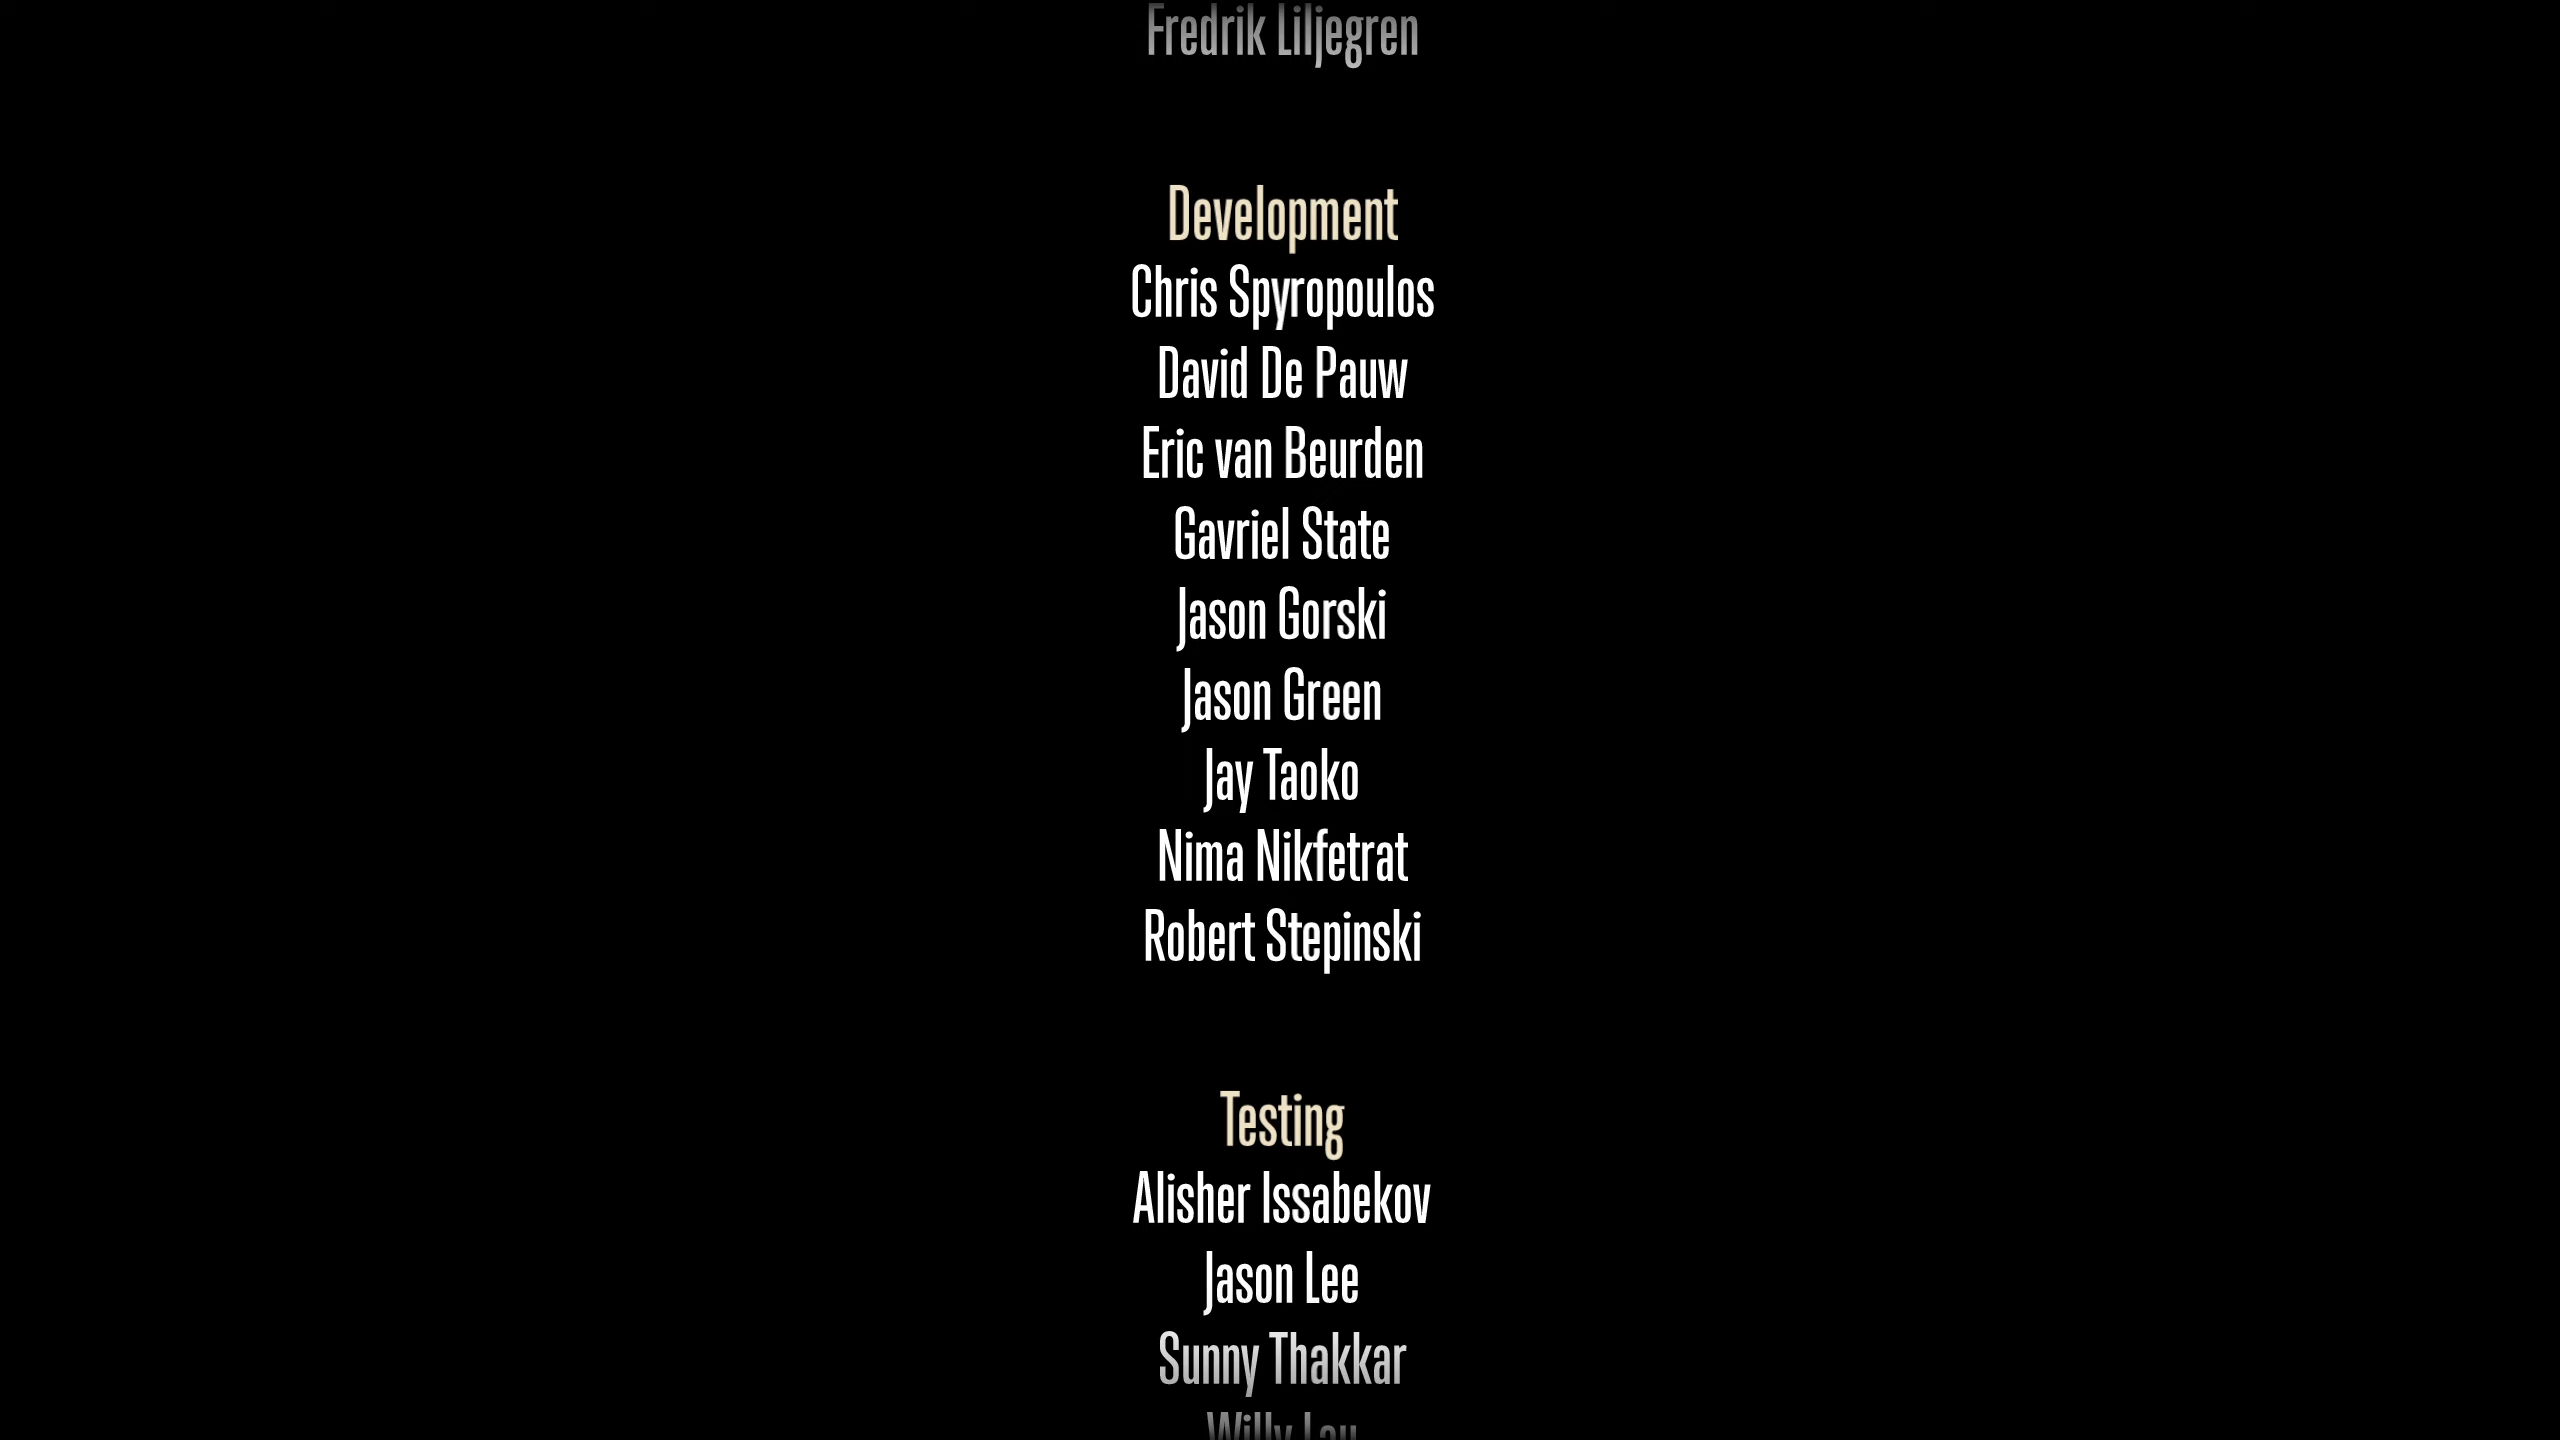 Fredrik Liljegren
Development
Chris Spyropoulos
David De Pauw
Eric van Beurden
Gavriel State
Jason Gorski
Jason Green
Jay Taoko
Nima Nikfetrat
Robert Stepinski
Testing
Alisher Issabekov
Jason Lee
Sunny Thakkar
Willy